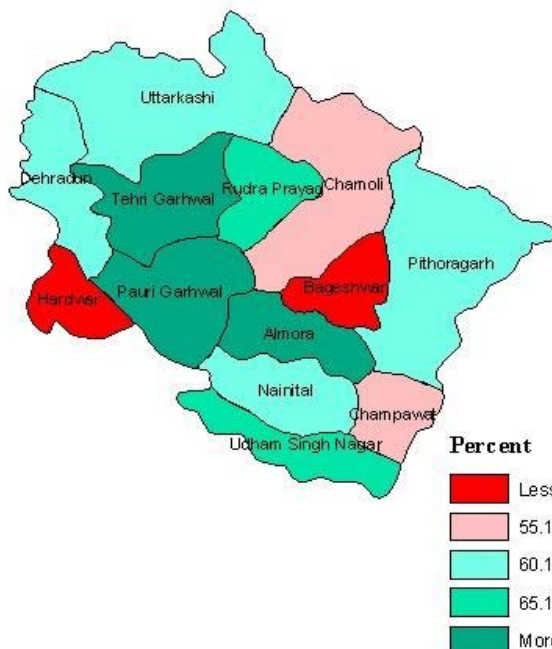 Uttarkashi
Dehradun
Tehri Garhwal
Rudra Prayag
Chamoli
Pithoragarh
Hardwar
Pauri Garhwal
Bageshwar
Almora
Nainital
Champawat
Udham Singh Nagar
Percent
Less
55.1
60.1
65.1
More